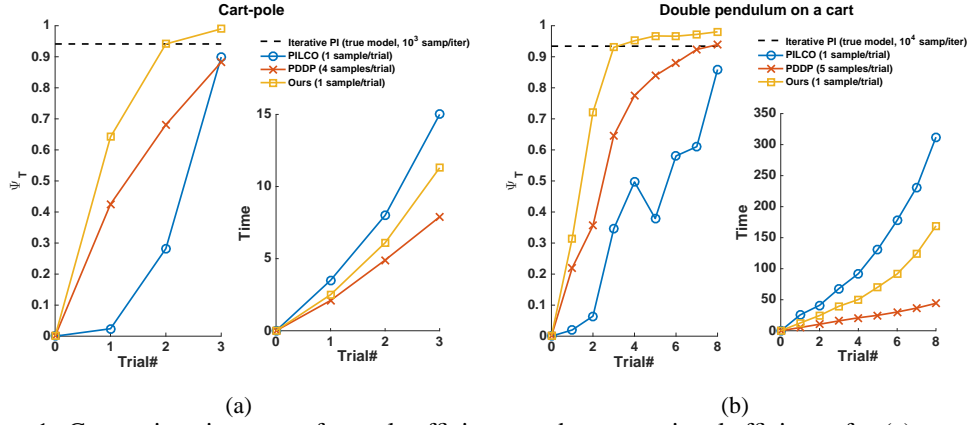 Cart-pole
1
0.9
0.8
0.7
0.6
0.5
0.4
0.3
0.2
0.1
0
Ψ_T
0 1 2 3
Trial#
Iterative PI (true model, 10³ samp/iter)
PILCO (1 sample/trial)
PDDP (4 samples/trial)
Ours (1 sample/trial)
15
10
5
0
Time
0 1 2 3
Trial#
(a)
Double pendulum on a cart
1
0.9
0.8
0.7
0.6
0.5
0.4
0.3
0.2
0.1
0
Ψ_T
0 2 4 6 8
Trial#
Iterative PI (true model, 10⁴ samp/iter)
PILCO (1 sample/trial)
PDDP (5 samples/trial)
Ours (1 sample/trial)
350
300
250
200
150
100
50
0
Time
0 2 4 6 8
Trial#
(b)